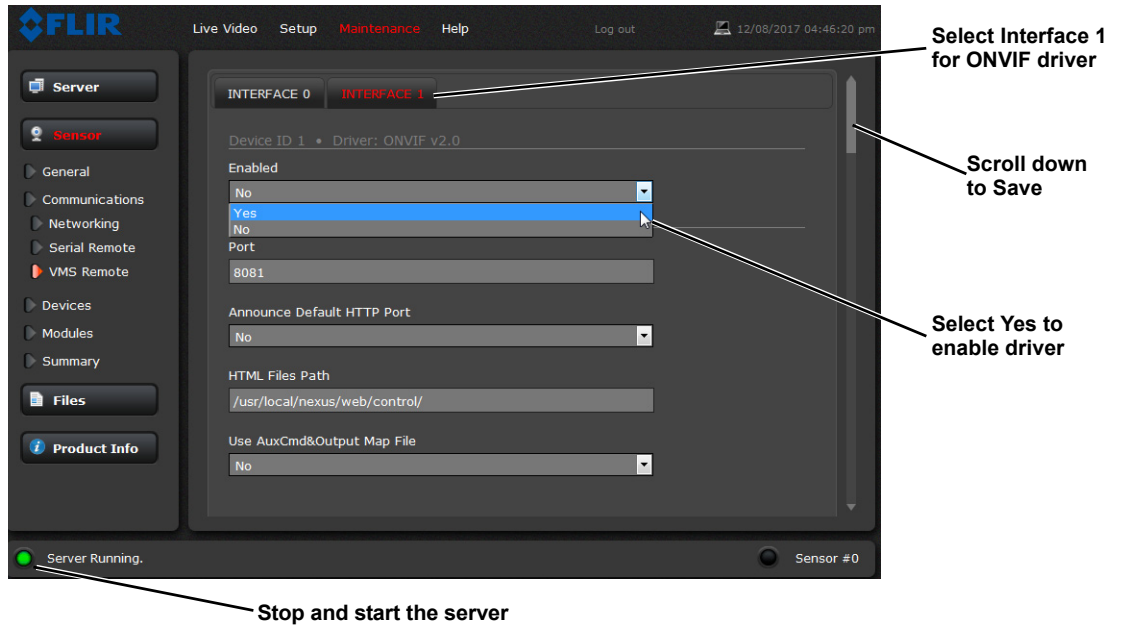 FLIR
Live Video Setup Maintenance Help Log out 12/08/2017 04:46:20 pm
Select Interface 1
for ONVIF driver
Server
Sensor
General
Communications
Networking
Serial Remote
VMS Remote
Devices
Modules
Summary
Files
Product Info
INTERFACE 0 INTERFACE 1
Device ID 1 • Driver: ONVIF v2.0
Enabled
No
Yes
No
Port
8081
Announce Default HTTP Port
No
HTML Files Path
/usr/local/nexus/web/control/
Use AuxCmd&Output Map File
No
Scroll down
to Save
Select Yes to
enable driver
Server Running.
Sensor #0
Stop and start the server